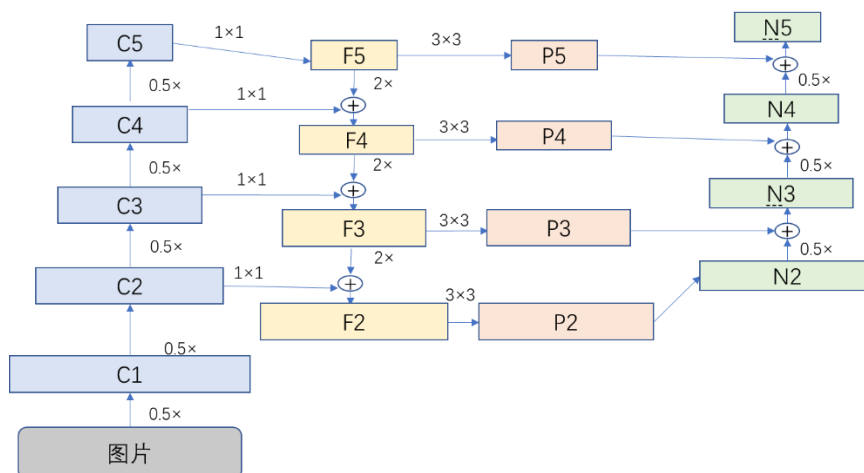 C5 1×1 F5 3×3 P5 N5
0.5× 2× + + 0.5×
C4 1×1 F4 3×3 P4 N4
0.5× 2× + + 0.5×
C3 1×1 F3 3×3 P3 N3
0.5× 2× + + 0.5×
C2 1×1 F2 3×3 P2 N2
0.5×
C1
0.5×
图片